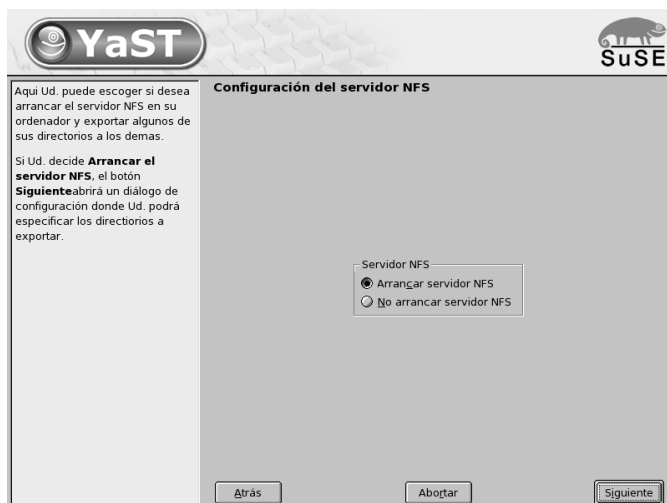 YaST
SuSE
Aqui Ud. puede escoger si desea
arrancar el servidor NFS en su
ordenador y exportar algunos de
sus directorios a los demas.
Si Ud. decide Arrancar el
servidor NFS, el botón
Siguienteabrirá un diálogo de
configuración donde Ud. podrá
especificar los directiorios a
exportar.
Configuración del servidor NFS
Servidor NFS
Arrancar servidor NFS
No arrancar servidor NFS
Atrás
Abortar
Siguiente